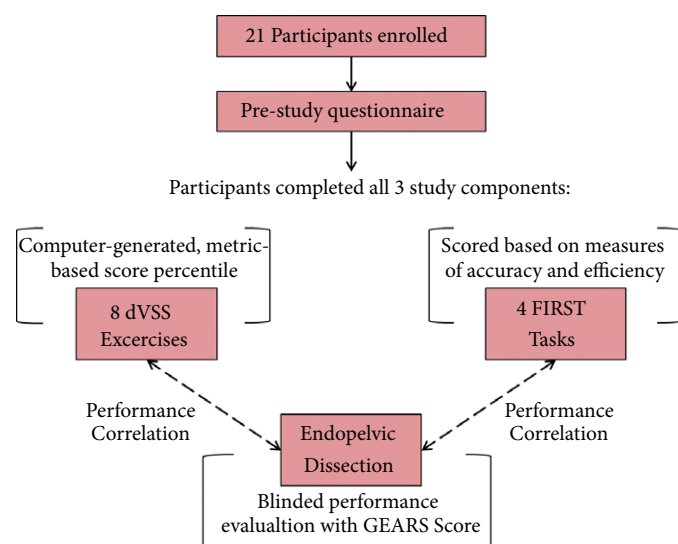 21 Participants enrolled
Pre-study questionnaire
Participants completed all 3 study components:
Computer-generated, metric-
based score percentile
8 dVSS
Excercises
Scored based on measures
of accuracy and efficiency
4 FIRST
Tasks
Performance
Correlation
Performance
Correlation
Endopelvic
Dissection
Blinded performance
evaluatlion with GEARS Score